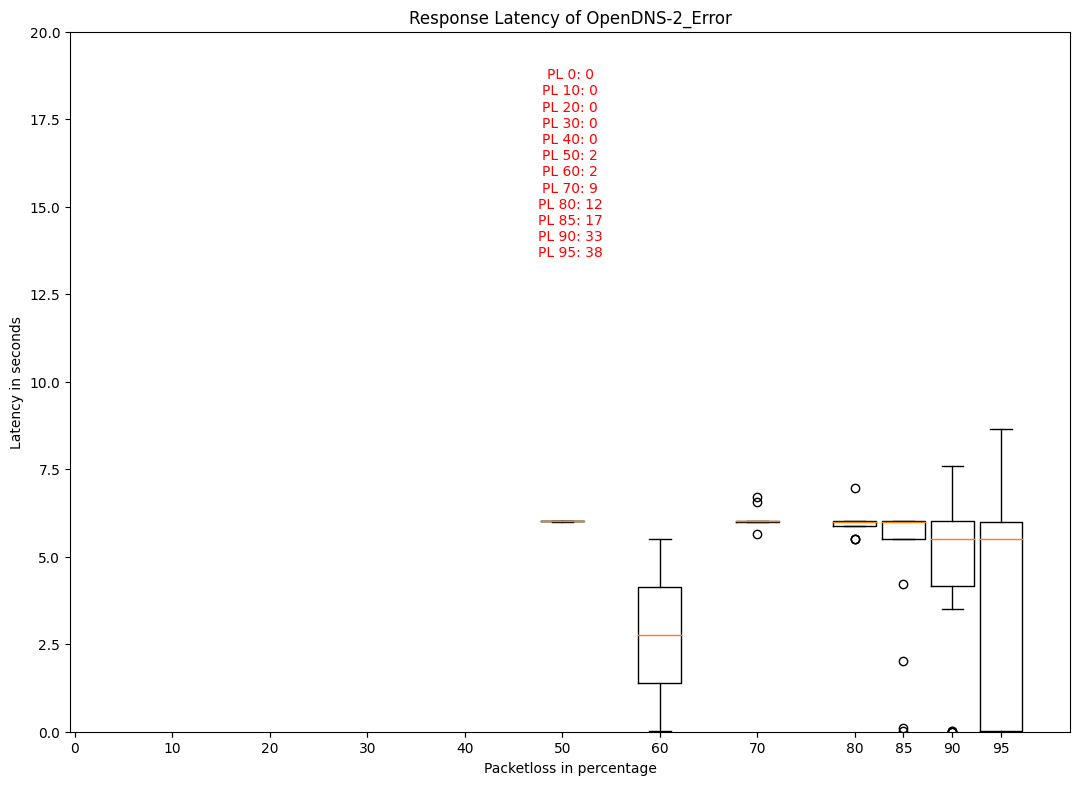 Response Latency of OpenDNS-2_Error
20.0
17.5
15.0
12.5
10.0
7.5
5.0
2.5
0.0
Latency in seconds
PL 0: 0
PL 10: 0
PL 20: 0
PL 30: 0
PL 40: 0
PL 50: 2
PL 60: 2
PL 70: 9
PL 80: 12
PL 85: 17
PL 90: 33
PL 95: 38
0 10 20 30 40 50 60 70 80 85 90 95
Packetloss in percentage